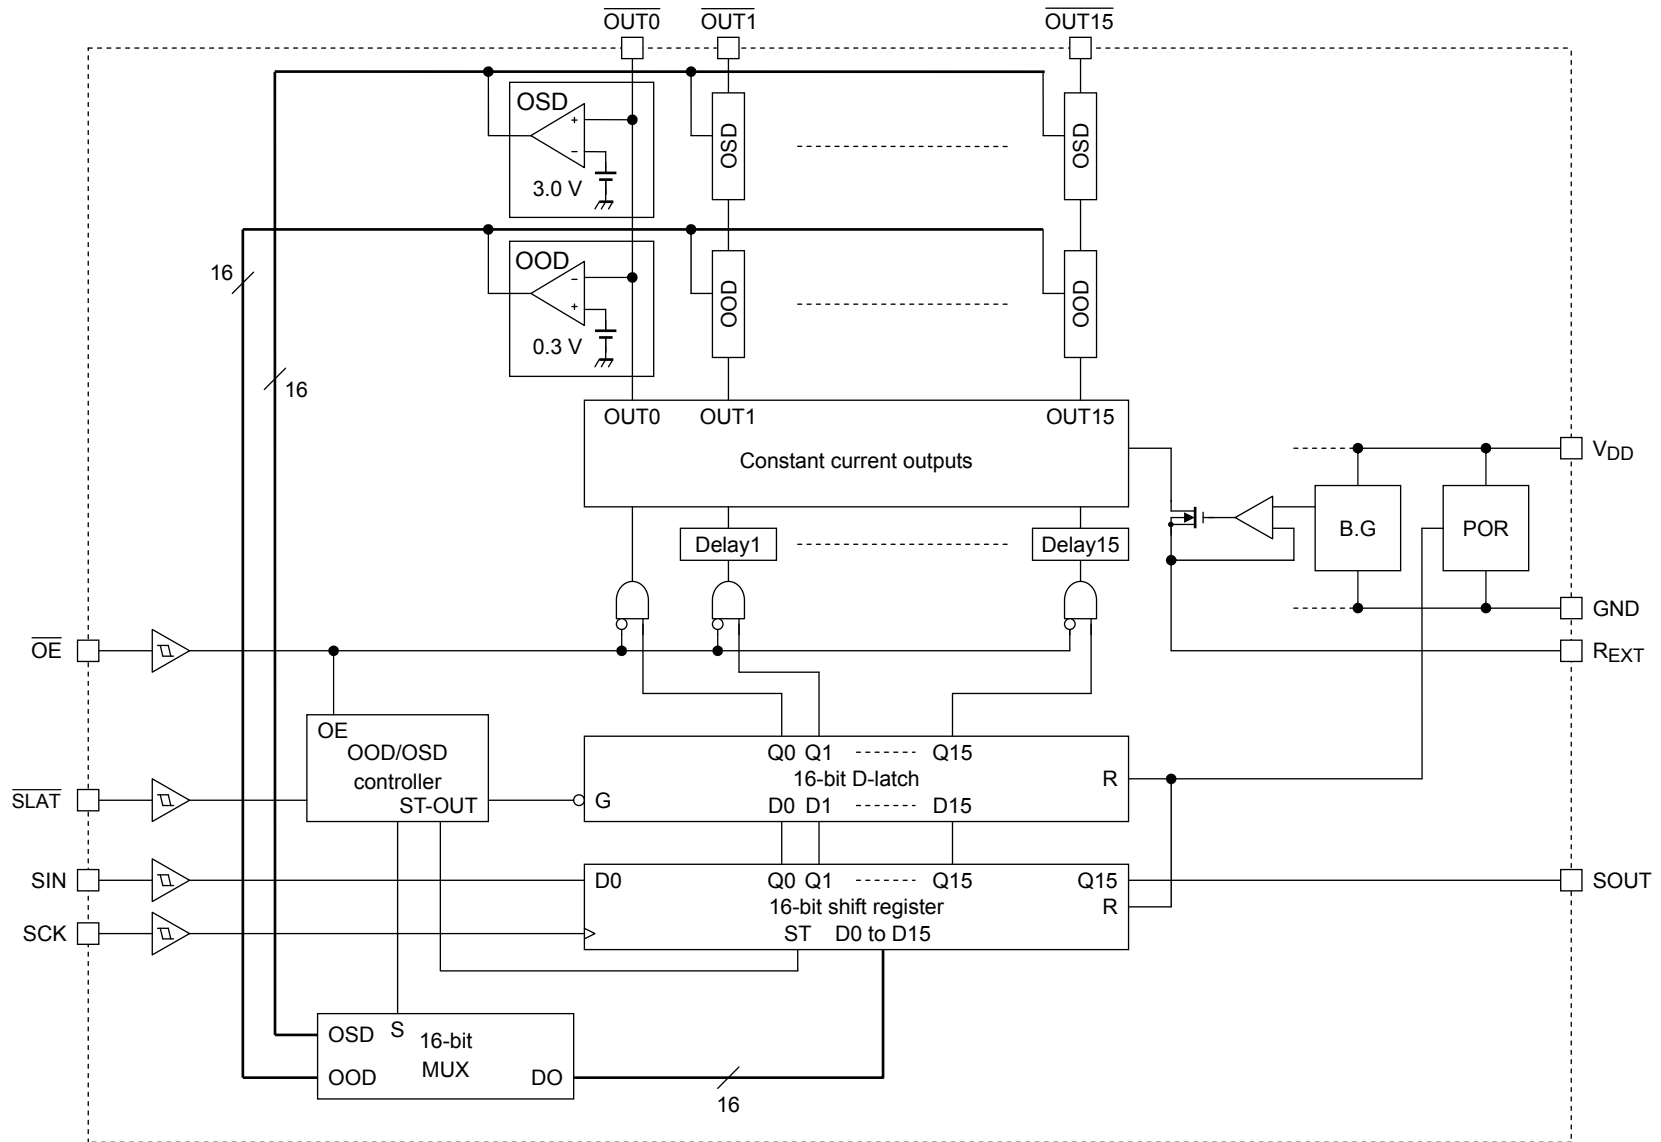 OUT0 OUT1 OUT15
OSD
3.0 V
OSD OSD
OOD
0.3 V
OOD OOD
16
16
OUT0 OUT1 OUT15
Constant current outputs
VDD
B.G POR
Delay1 Delay15
GND
OE
REXT
OE
OOD/OSD
controller
ST-OUT
SLAT
Q0 Q1 Q15
16-bit D-latch
R
G
D0 D1 D15
SIN
D0 Q0 Q1 Q15 Q15
SOUT
16-bit shift register
R
SCK
ST D0 to D15
OSD S 16-bit
MUX
OOD DO
16
+
−
−
+